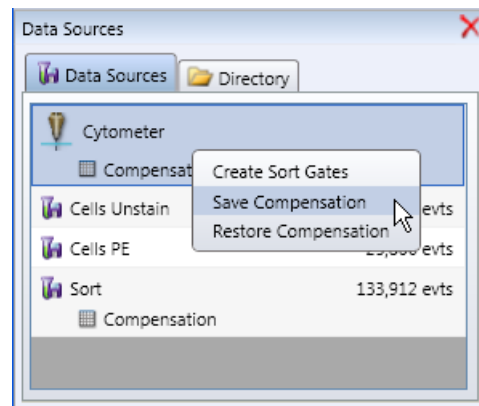 Data Sources
Data Sources Directory
Cytometer
Compensat
Create Sort Gates
Cells Unstain
Save Compensation
evts
Restore Compensation
Cells PE
evts
Sort 133,912 evts
Compensation